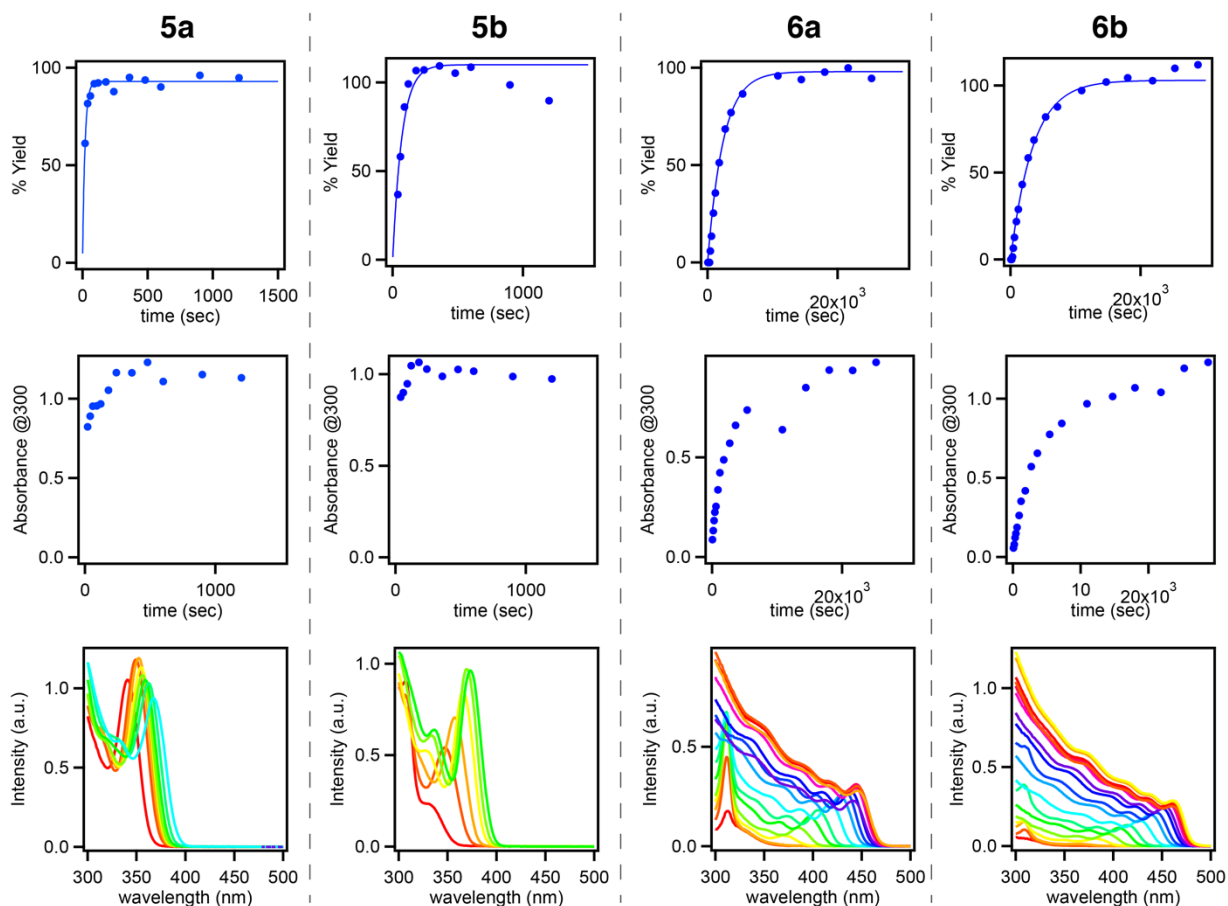 5a 5b 6a 6b
100
50
0
% Yield
0 500 1000 1500
time (sec)
100
50
0
% Yield
0 1000
time (sec)
100
50
0
% Yield
0 20x10³
time (sec)
100
50
0
% Yield
0 20x10³
time (sec)
1.0
0.5
0.0
Absorbance @300
0 1000
time (sec)
1.0
0.5
0.0
Absorbance @300
0 1000
time (sec)
0.5
0.0
Absorbance @300
0 20x10³
time (sec)
1.0
0.5
0.0
Absorbance @300
0 10 20x10³
time (sec)
1.0
0.5
0.0
Intensity (a.u.)
300 350 400 450 500
wavelength (nm)
1.0
0.5
0.0
Intensity (a.u.)
300 350 400 450 500
wavelength (nm)
0.5
0.0
Intensity (a.u.)
300 350 400 450 500
wavelength (nm)
1.0
0.5
0.0
Intensity (a.u.)
300 350 400 450 500
wavelength (nm)